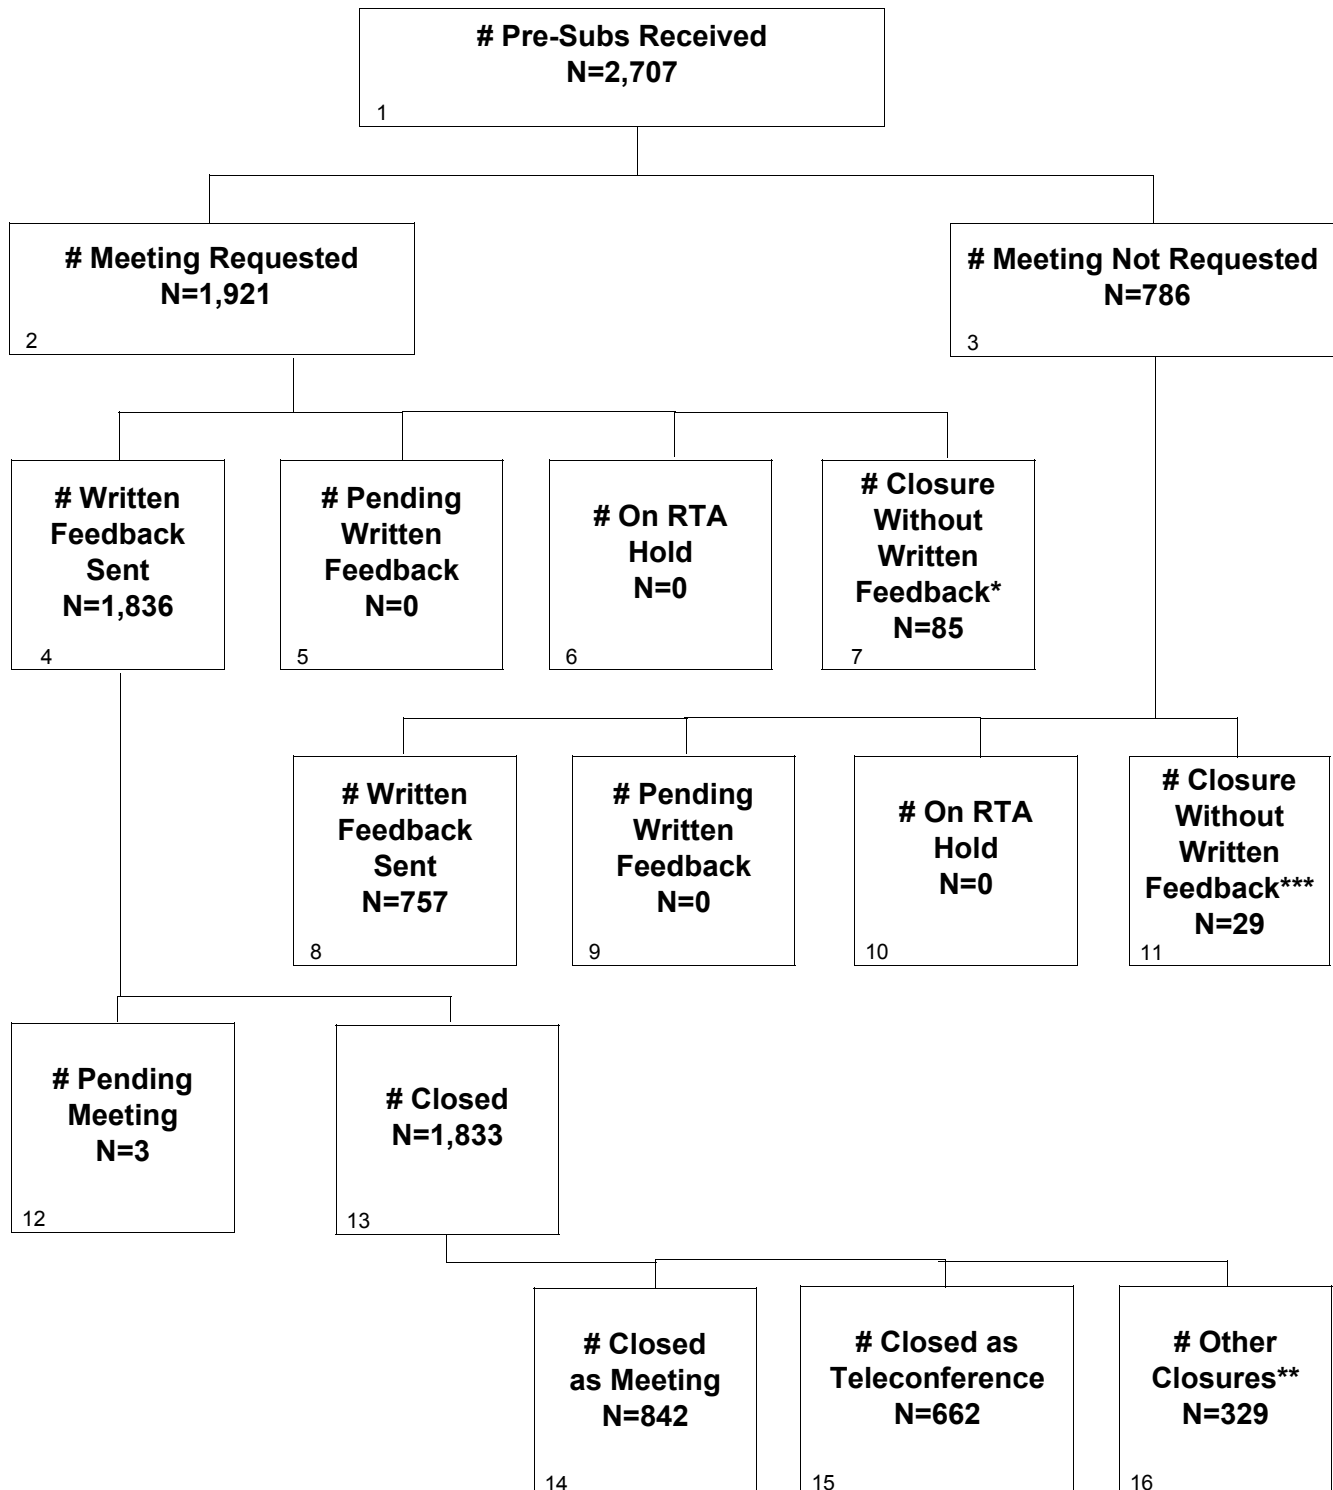 # Pre-Subs Received
N=2,707
1
# Meeting Requested
N=1,921
2
# Meeting Not Requested
N=786
3
# Written
Feedback
Sent
N=1,836
4
# Pending
Written
Feedback
N=0
5
# On RTA
Hold
N=0
6
# Closure
Without
Written
Feedback*
N=85
7
# Written
Feedback
Sent
N=757
8
# Pending
Written
Feedback
N=0
9
# On RTA
Hold
N=0
10
# Closure
Without
Written
Feedback***
N=29
11
# Pending
Meeting
N=3
12
# Closed
N=1,833
13
# Closed
as Meeting
N=842
14
# Closed as
Teleconference
N=662
15
# Other
Closures**
N=329
16